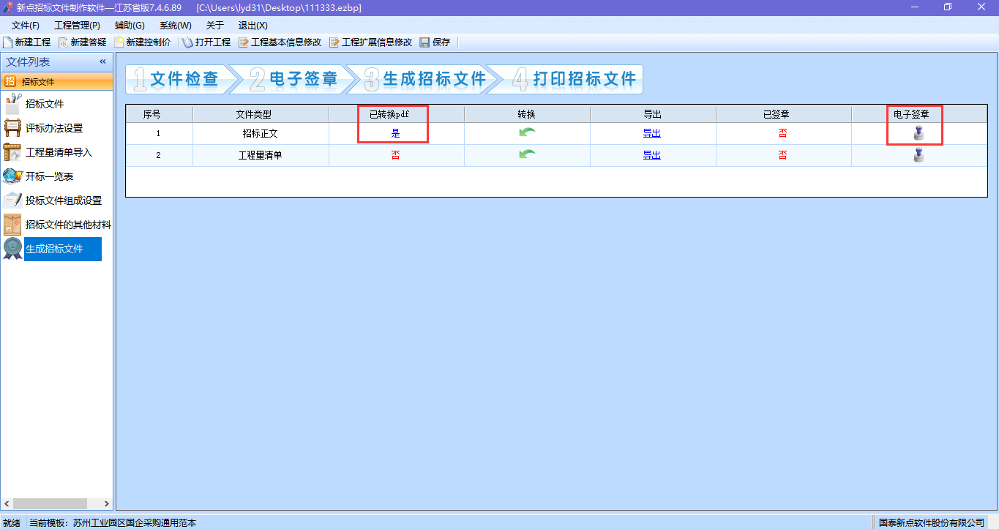 新点招标文件制作软件—江苏省版7.4.6.89 [C:\Users\lyd31\Desktop\111333.ezbp]
文件(F) 工程管理(P) 辅助(G) 系统(W) 关于 退出(X)
新建工程 新建答疑 新建控制价 打开工程 工程基本信息修改 工程扩展信息修改 保存
文件列表 «
招 招标文件
招标文件
评标办法设置
工程量清单导入
开标一览表
投标文件组成设置
招标文件的其他材料
生成招标文件
1 文件检查 2 电子签章 3 生成招标文件 4 打印招标文件
序号 文件类型 已转换pdf 转换 导出 已签章 电子签章
1 招标正文 是 导出 否
2 工程量清单 否 导出 否
就绪 当前模板: 苏州工业园区国企采购通用范本 国泰新点软件股份有限公司